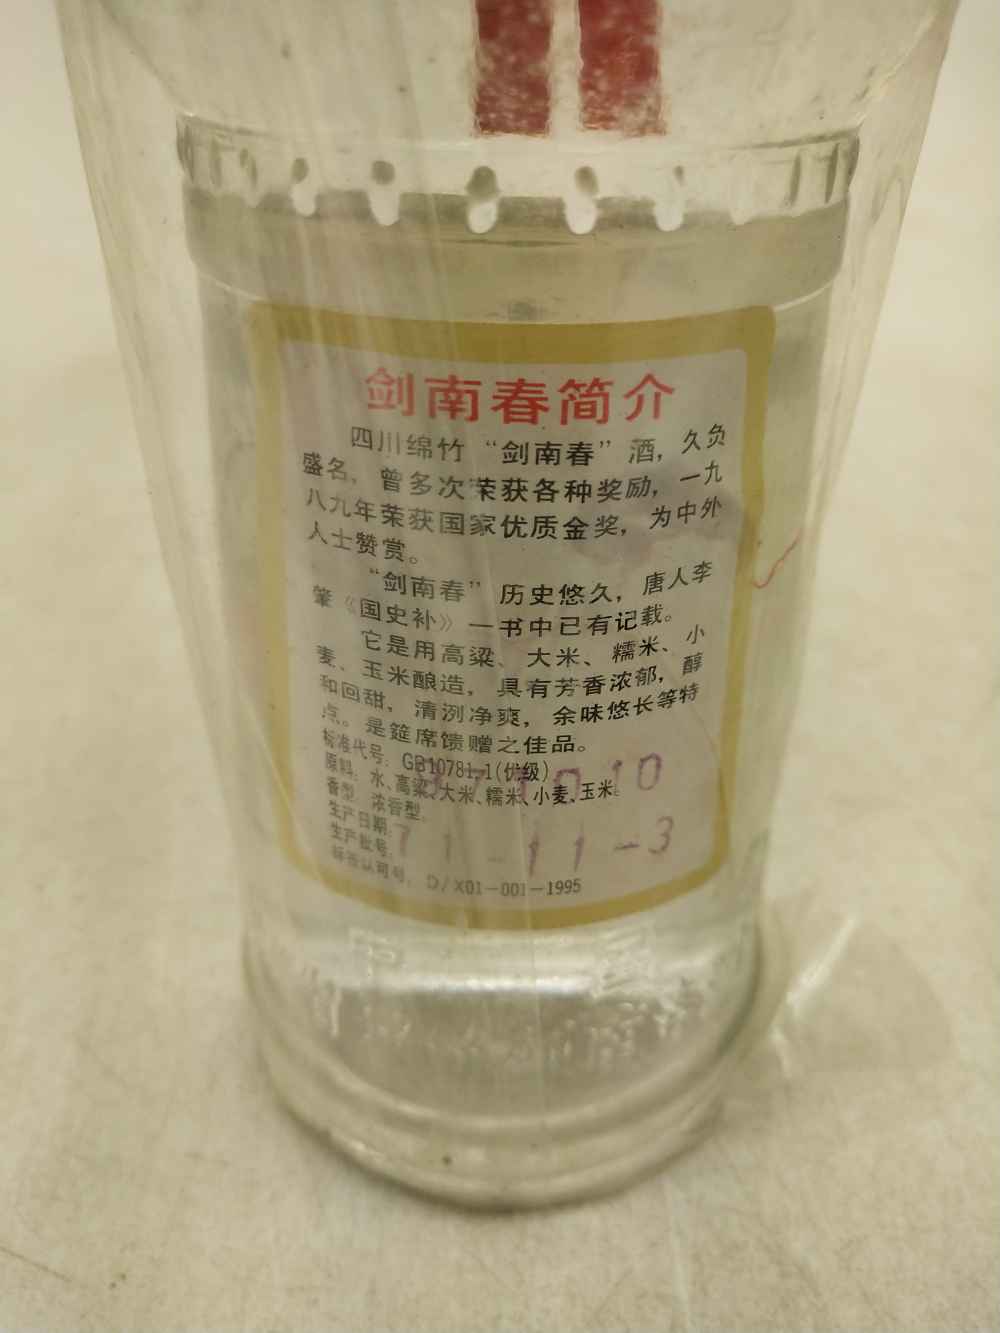 剑南春简介
四川绵竹“剑南春”酒，久负
盛名，曾多次荣获各种奖励，一九
八九年荣获国家优质金奖，为中外
人士赞赏。
“剑南春”历史悠久，唐人李
肇《国史补》一书中已有记载。
它是用高粱、大米、糯米、小
麦、玉米酿造，具有芳香浓郁，醇
和回甜，清洌净爽，余味悠长等特
点。是筵席馈赠之佳品。
标准代号：GB10781.1(优级)
原料：水、高粱、大米、糯米、小麦、玉米。
香型：浓香型。
生产日期：
生产批号：71-11-3
标签认可号：D/X01-001-1995